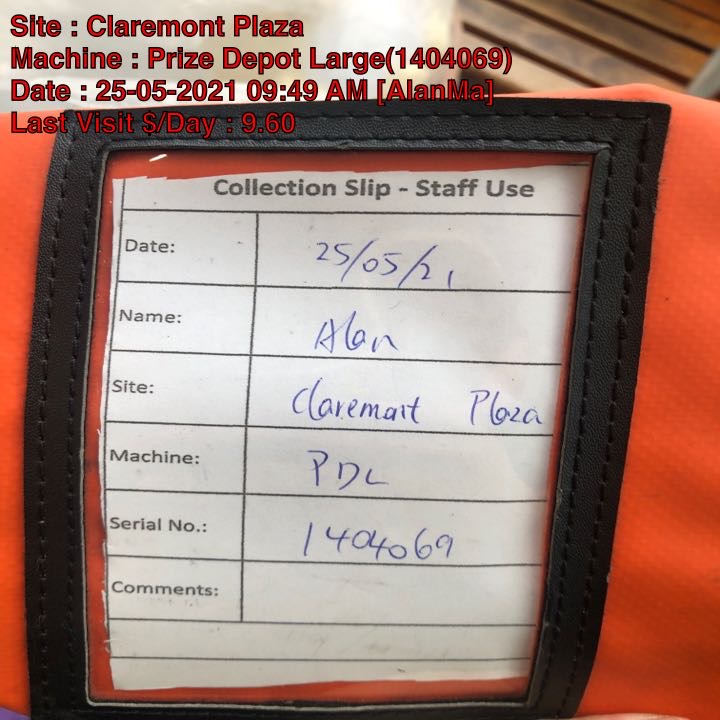 Site : Claremont Plaza
Machine : Prize Depot Large(1404069)
Date : 25-05-2021 09:49 AM [AlanMa]
Last Visit $/Day : 9.60
Collection Slip - Staff Use
Date: 25/05/21
Name: Alan
Site: Claremont Plaza
Machine: PDL
Serial No.: 1404069
Comments: